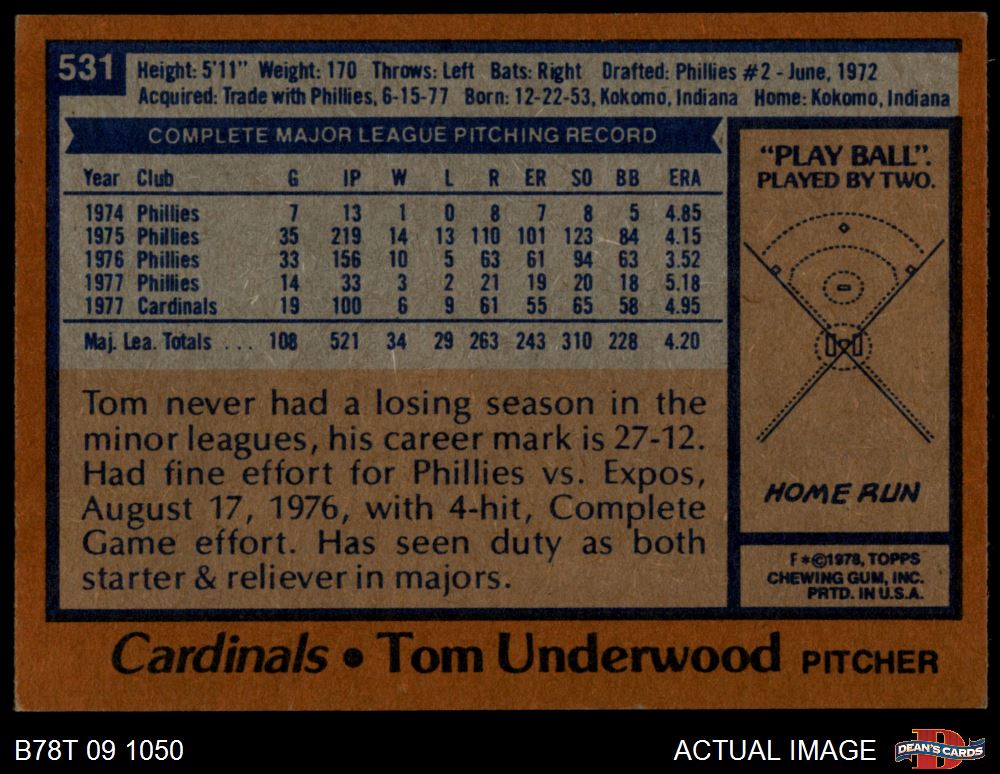 531
Height: 5'11" Weight: 170 Throws: Left Bats: Right Drafted: Phillies #2 - June, 1972
Acquired: Trade with Phillies, 6-15-77 Born: 12-22-53, Kokomo, Indiana Home: Kokomo, Indiana
COMPLETE MAJOR LEAGUE PITCHING RECORD
Year Club G IP W L R ER SO BB ERA
1974 Phillies 7 13 1 0 8 7 8 5 4.85
1975 Phillies 35 219 14 13 110 101 123 84 4.15
1976 Phillies 33 156 10 5 63 61 94 63 3.52
1977 Phillies 14 33 3 2 21 19 20 18 5.18
1977 Cardinals 19 100 6 9 61 55 65 58 4.95
Maj. Lea. Totals ... 108 521 34 29 263 243 310 228 4.20
"PLAY BALL".
PLAYED BY TWO.
HOME RUN
Tom never had a losing season in the
minor leagues, his career mark is 27-12.
Had fine effort for Phillies vs. Expos,
August 17, 1976, with 4-hit, Complete
Game effort. Has seen duty as both
starter & reliever in majors.
F*©1978, TOPPS
CHEWING GUM, INC.
PRTD. IN U.S.A.
Cardinals • Tom Underwood PITCHER
B78T 09 1050
ACTUAL IMAGE
D
DEAN'S CARDS